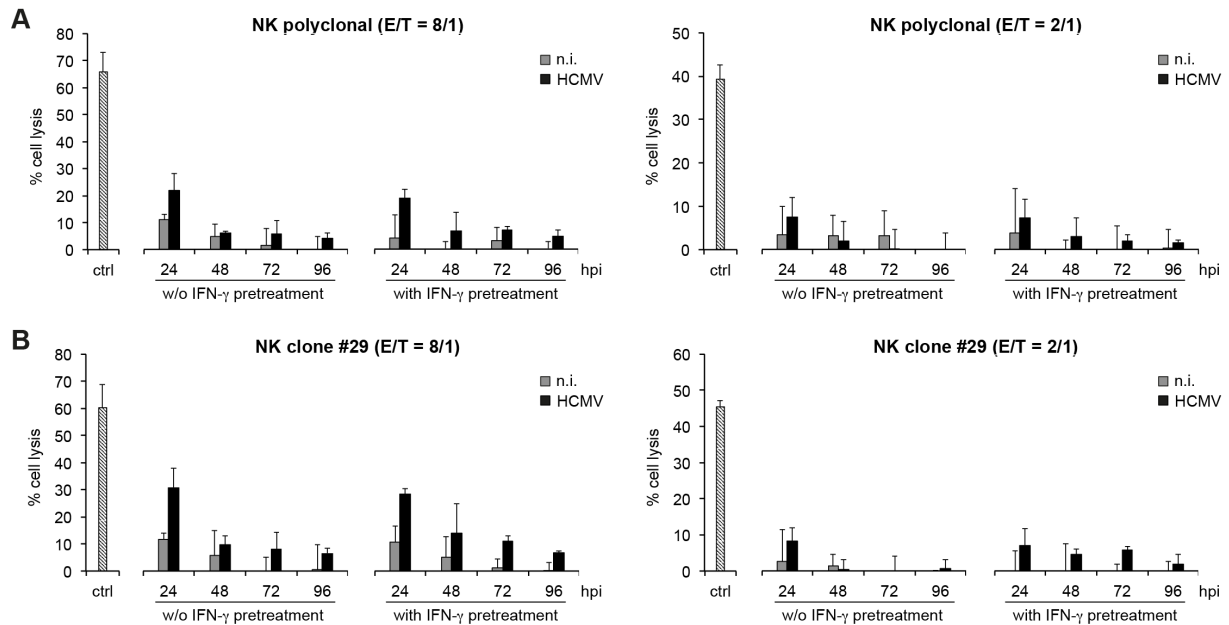 A
NK polyclonal (E/T = 8/1)
80
70
60
50
40
30
20
10
0
% cell lysis
n.i.
HCMV
ctrl
24 48 72 96 24 48 72 96 hpi
w/o IFN-γ pretreatment with IFN-γ pretreatment
NK polyclonal (E/T = 2/1)
50
40
30
20
10
0
% cell lysis
n.i.
HCMV
ctrl
24 48 72 96 24 48 72 96 hpi
w/o IFN-γ pretreatment with IFN-γ pretreatment
B
NK clone #29 (E/T = 8/1)
80
70
60
50
40
30
20
10
0
% cell lysis
n.i.
HCMV
ctrl
24 48 72 96 24 48 72 96 hpi
w/o IFN-γ pretreatment with IFN-γ pretreatment
NK clone #29 (E/T = 2/1)
60
50
40
30
20
10
0
% cell lysis
n.i.
HCMV
ctrl
24 48 72 96 24 48 72 96 hpi
w/o IFN-γ pretreatment with IFN-γ pretreatment